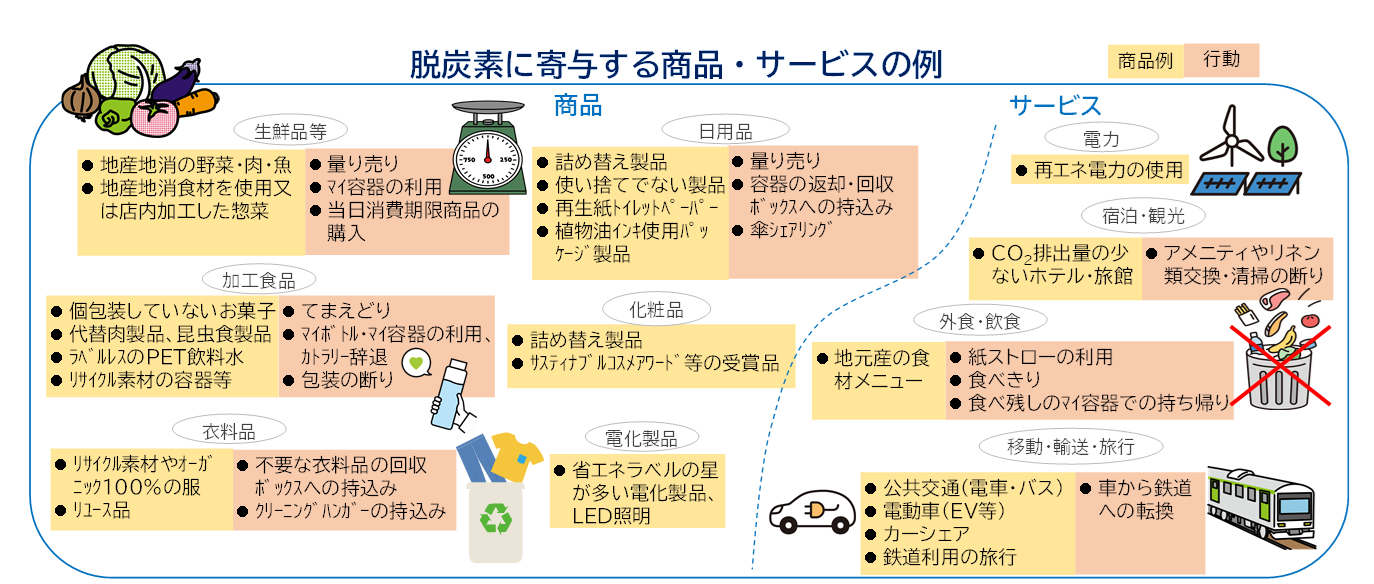 脱炭素に寄与する商品・サービスの例
商品例
行動
商品
サービス
生鮮品等
● 地産地消の野菜・肉・魚
● 地産地消食材を使用又
は店内加工した惣菜
● 量り売り
● ﾏｲ容器の利用
● 当日消費期限商品の
購入
750
250
500
日用品
● 詰め替え製品
● 使い捨てでない製品
● 再生紙ﾄｲﾚｯﾄﾍﾟｰﾊﾟｰ
● 植物油ｲﾝｷ使用ﾊﾟｯ
ｹｰｼﾞ製品
● 量り売り
● 容器の返却・回収
ﾎﾞｯｸｽへの持込み
● 傘ｼｪｱﾘﾝｸﾞ
加工食品
● 個包装していないお菓子
● 代替肉製品、昆虫食製品
● ﾗﾍﾞﾙﾚｽのPET飲料水
● ﾘｻｲｸﾙ素材の容器等
● てまえどり
● ﾏｲﾎﾞﾄﾙ・ﾏｲ容器の利用、
ｶﾄﾗﾘｰ辞退
● 包装の断り
化粧品
● 詰め替え製品
● ｻｽﾃｨﾅﾌﾞﾙｺｽﾒｱﾜｰﾄﾞ等の受賞品
衣料品
● ﾘｻｲｸﾙ素材やｵｰｶﾞ
ﾆｯｸ100%の服
● ﾘﾕｰｽ品
● 不要な衣料品の回収
ﾎﾞｯｸｽへの持込み
● ｸﾘｰﾆﾝｸﾞﾊﾝｶﾞｰの持込み
電化製品
● 省エネラベルの星
が多い電化製品、
LED照明
電力
● 再エネ電力の使用
宿泊・観光
● CO₂排出量の少
ないホテル・旅館
● アメニティやリネン
類交換・清掃の断り
外食・飲食
● 地元産の食
材メニュー
● 紙ストローの利用
● 食べきり
● 食べ残しのﾏｲ容器での持ち帰り
移動・輸送・旅行
● 公共交通(電車・バス)
● 電動車(EV等)
● カーシェア
● 鉄道利用の旅行
● 車から鉄道
への転換